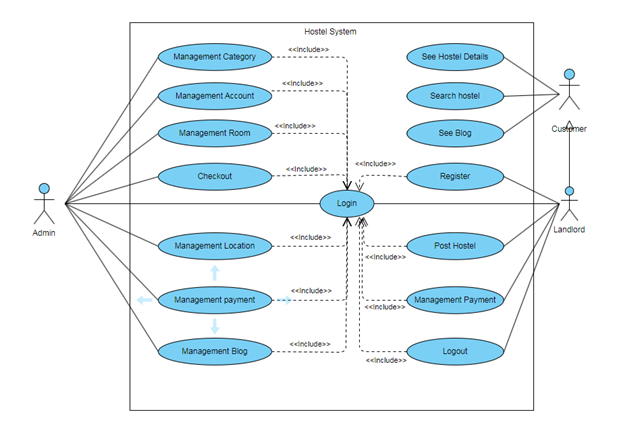 Hostel System
Management Category
<<Include>>
See Hostel Details
Management Account
<<Include>>
Search hostel
Customer
Management Room
<<Include>>
See Blog
Checkout
<<Include>>
<<Include>>
Register
Admin
Login
Landlord
Management Location
<<Include>>
Post Hostel
<<Include>>
Management payment
<<Include>>
Management Payment
<<Include>>
Management Blog
<<Include>>
Logout
<<Include>>